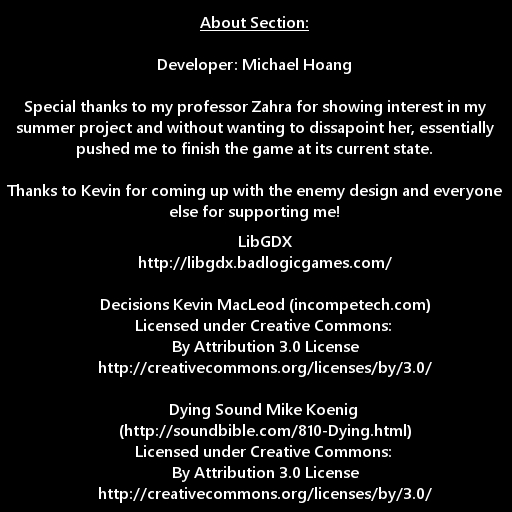 About Section:
Developer: Michael Hoang
Special thanks to my professor Zahra for showing interest in my
summer project and without wanting to dissapoint her, essentially
pushed me to finish the game at its current state.
Thanks to Kevin for coming up with the enemy design and everyone
else for supporting me!
LibGDX
http://libgdx.badlogicgames.com/
Decisions Kevin MacLeod (incompetech.com)
Licensed under Creative Commons:
By Attribution 3.0 License
http://creativecommons.org/licenses/by/3.0/
Dying Sound Mike Koenig
(http://soundbible.com/810-Dying.html)
Licensed under Creative Commons:
By Attribution 3.0 License
http://creativecommons.org/licenses/by/3.0/